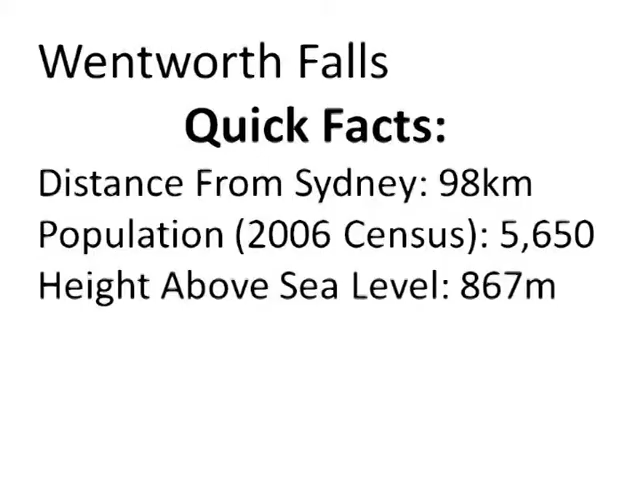 Wentworth Falls
Quick Facts:
Distance From Sydney: 98km
Population (2006 Census): 5,650
Height Above Sea Level: 867m